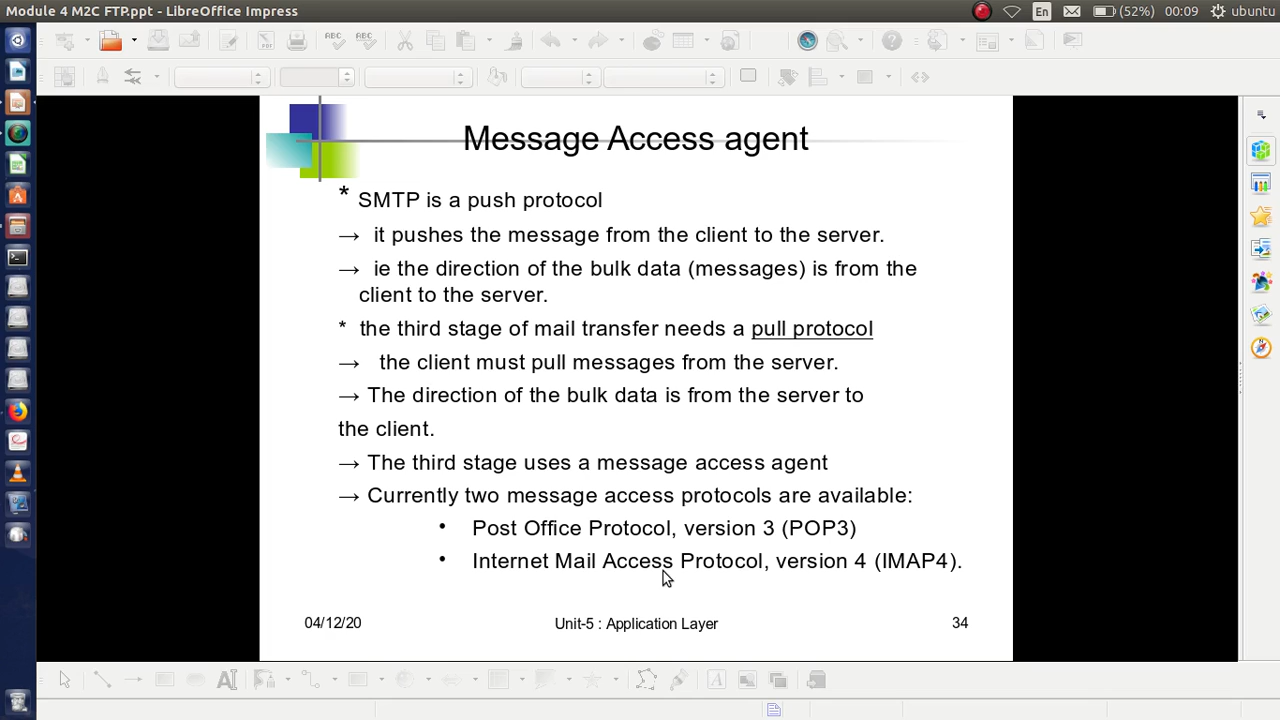 Module 4 M2C FTP.ppt - LibreOffice Impress
En (52%) 00:09 ubuntu
Message Access agent
* SMTP is a push protocol
→ it pushes the message from the client to the server.
→ ie the direction of the bulk data (messages) is from the
client to the server.
* the third stage of mail transfer needs a pull protocol
→ the client must pull messages from the server.
→ The direction of the bulk data is from the server to
the client.
→ The third stage uses a message access agent
→ Currently two message access protocols are available:
• Post Office Protocol, version 3 (POP3)
• Internet Mail Access Protocol, version 4 (IMAP4).
04/12/20 Unit-5 : Application Layer 34